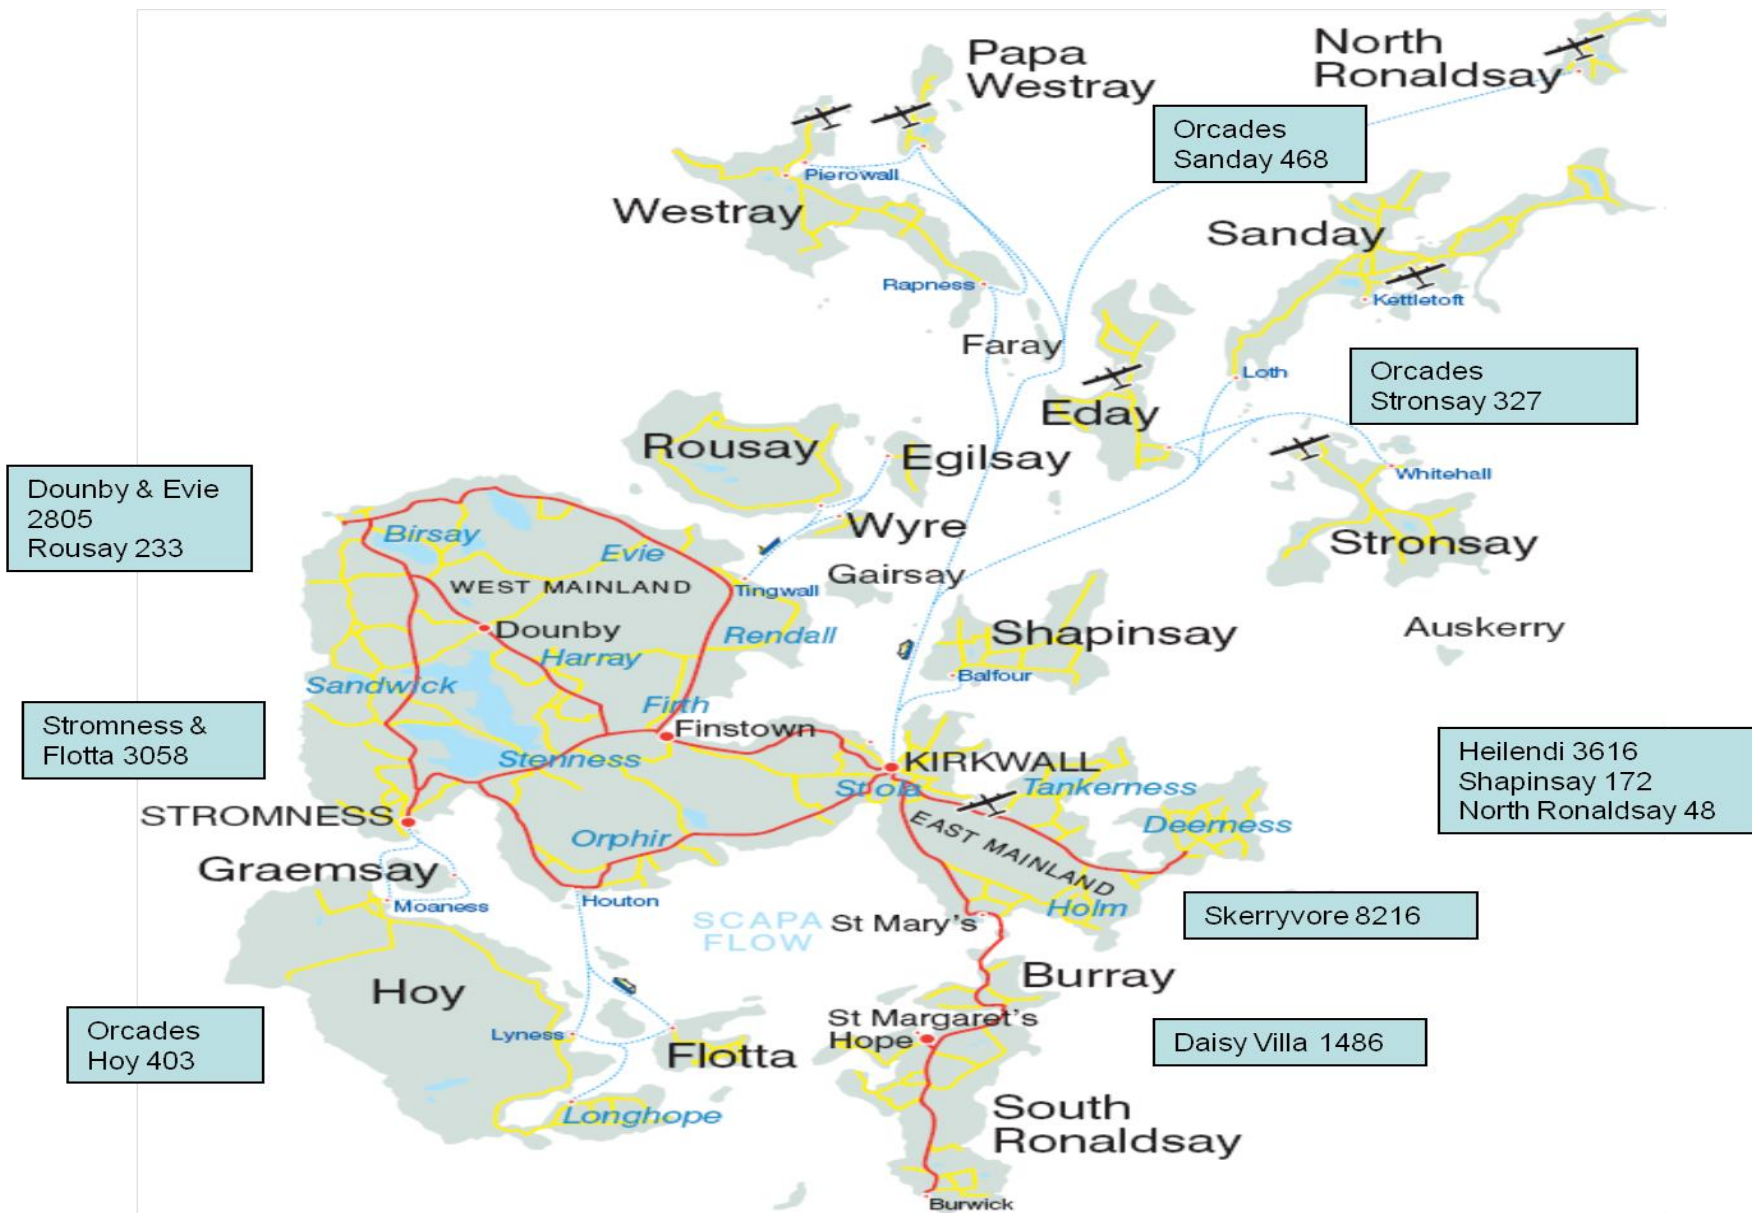 Papa
Westray
North
Ronaldsay
Orcades
Sanday 468
Pierowall
Westray
Sanday
Rapness
Kettletoft
Faray
Loth
Orcades
Stronsay 327
Eday
Rousay
Egilsay
Whitehall
Dounby & Evie
2805
Rousay 233
Birsay
Evie
Wyre
Stronsay
WEST MAINLAND
Tingwall
Gairsay
Dounby
Rendall
Shapinsay
Auskerry
Harray
Sandwick
Balfour
Firth
Stromness &
Flotta 3058
Finstown
Stenness
KIRKWALL
Heilendi 3616
Shapinsay 172
North Ronaldsay 48
St ola
Tankerness
STROMNESS
Orphir
EAST MAINLAND
Deerness
Graemsay
Moaness
Houton
SCAPA
FLOW
St Mary's
Holm
Skerryvore 8216
Hoy
Burray
Orcades
Hoy 403
Lyness
St Margaret's
Hope
Daisy Villa 1486
Flotta
Longhope
South
Ronaldsay
Burwick